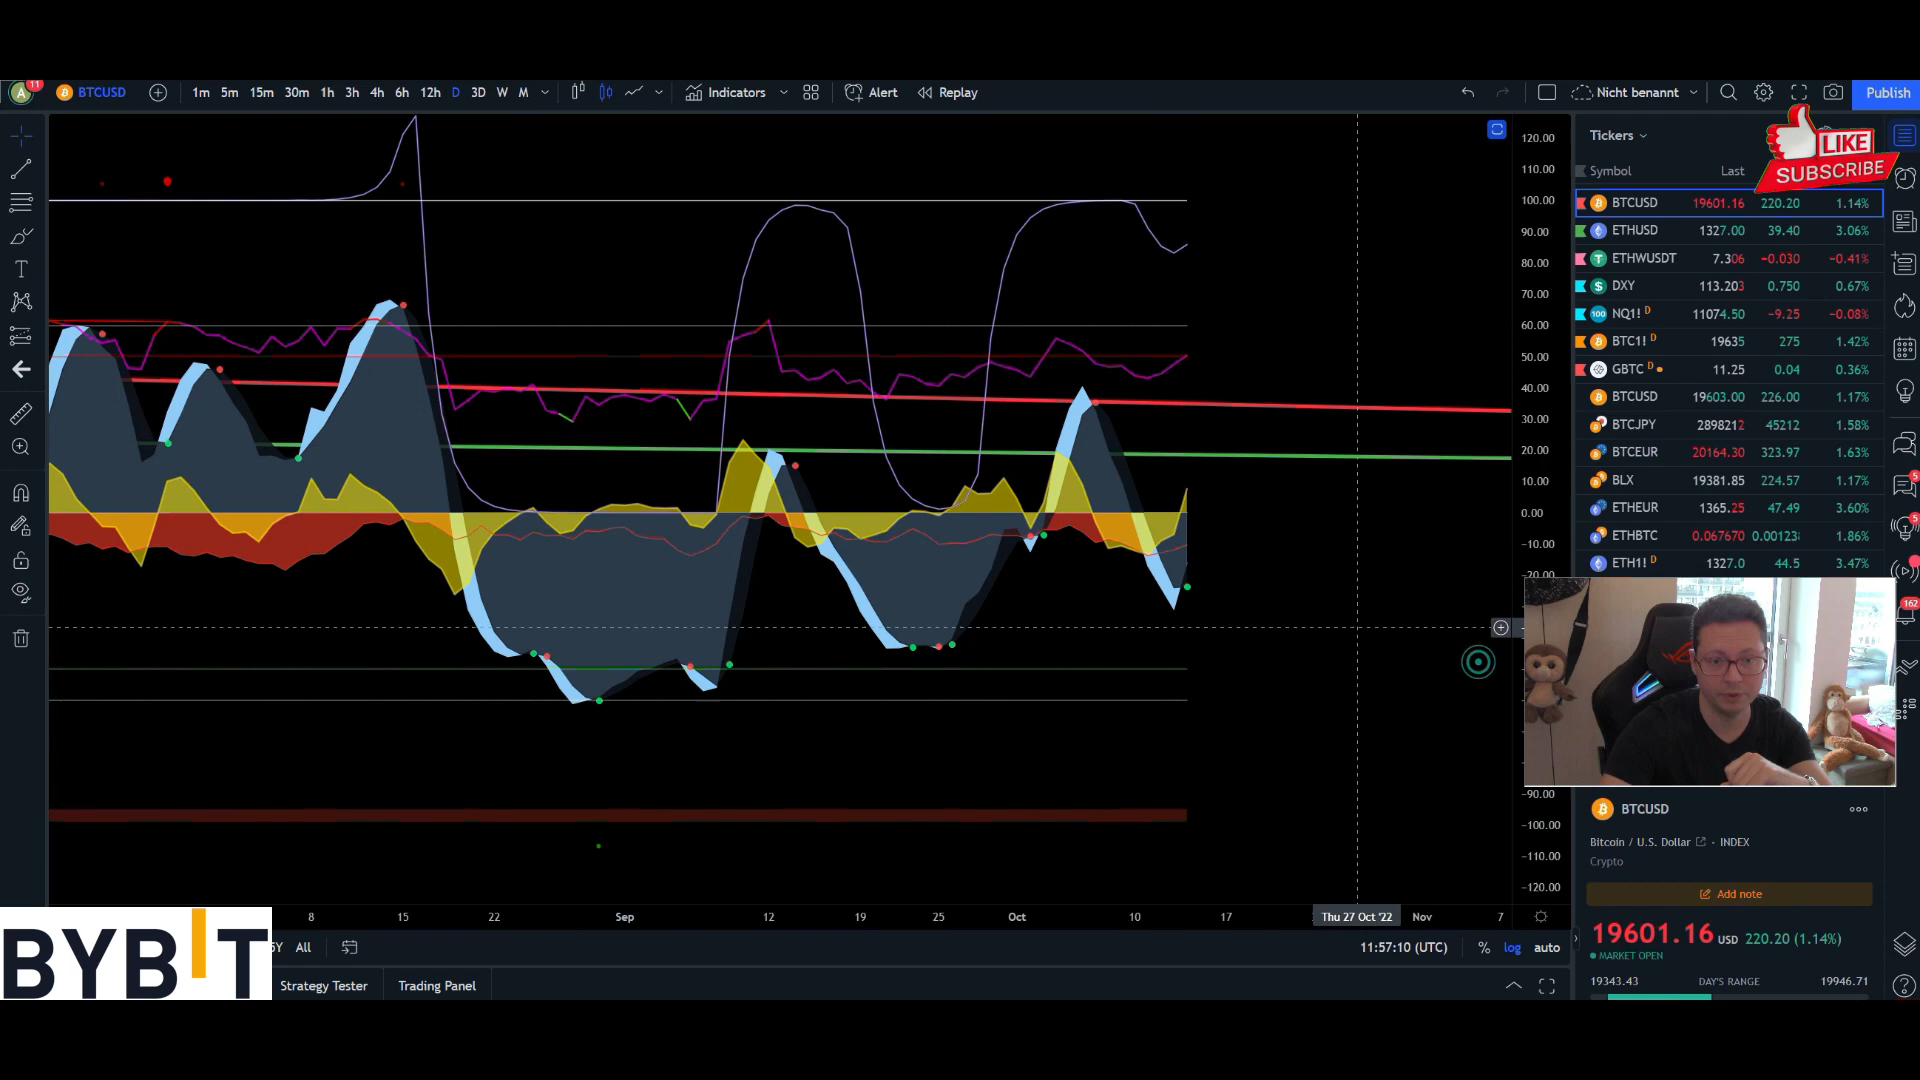 A 11 BTCUSD 1m 5m 15m 30m 1h 3h 4h 6h 12h D 3D W M Indicators Alert Replay Nicht benannt Publish
Tickers
LIKE
SUBSCRIBE
Symbol Last
BTCUSD 19601.16 220.20 1.14%
ETHUSD 1327.00 39.40 3.06%
ETHWUSDT 7.306 −0.030 −0.41%
DXY 113.203 0.750 0.67%
NQ1! D 11074.50 −9.25 −0.08%
BTC1! D 19635 275 1.42%
GBTC D 11.25 0.04 0.36%
BTCUSD 19603.00 226.00 1.17%
BTCJPY 2898212 45212 1.58%
BTCEUR 20164.30 323.97 1.63%
BLX 19381.85 224.57 1.17%
ETHEUR 1365.25 47.49 3.60%
ETHBTC 0.067670 0.00123 1.86%
ETH1! D 1327.0 44.5 3.47%
120.00
110.00
100.00
90.00
80.00
70.00
60.00
50.00
40.00
30.00
20.00
10.00
0.00
−10.00
−20.00
−90.00
−100.00
−110.00
−120.00
5
5
162
BTCUSD
Bitcoin / U.S. Dollar · INDEX
Crypto
Add note
19601.16 USD 220.20 (1.14%)
MARKET OPEN
19343.43 DAY'S RANGE 19946.71
8 15 22 Sep 12 19 25 Oct 10 17 Thu 27 Oct '22 Nov 7
5Y All 11:57:10 (UTC) % log auto
BYBIT
Strategy Tester Trading Panel